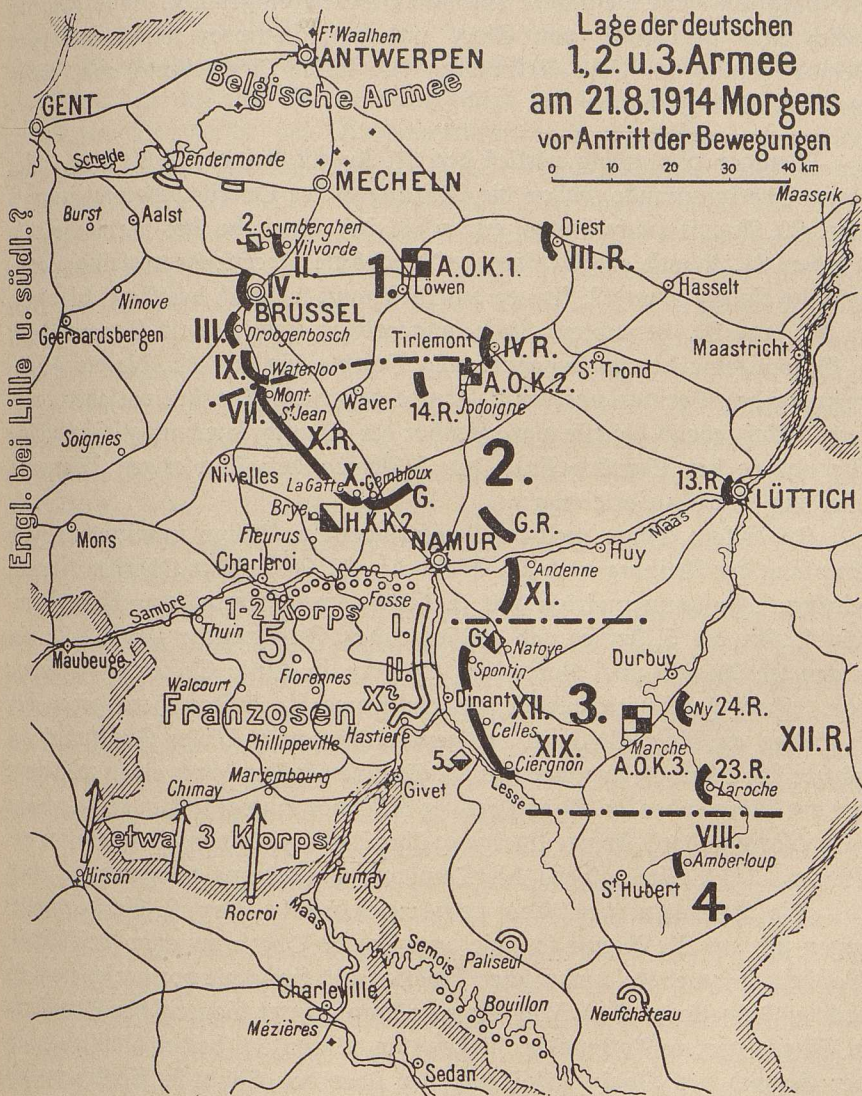 Lage der deutschen
1., 2. u. 3. Armee
am 21.8.1914 Morgens
vor Antritt der Bewegungen
0 10 20 30 40 km
Ft Waalhem
ANTWERPEN
Belgische Armee
GENT
Schelde
Dendermonde
MECHELN
Maaseik
Burst
Aalst
2.
Grimberghen
Vilvorde
II.
Diest
III.R.
1.
A.O.K.1.
Löwen
Hasselt
IV
BRÜSSEL
Ninove
Geeraardsbergen
III.
Droogenbosch
Tirlemont
IV.R.
Maastricht
IX.
Waterloo
St Trond
A.O.K.2.
VII.
Mont-
St Jean
Waver
14.R.
Jodoigne
Engl. bei Lille u. südl.?
Soignies
X.R.
2.
Nivelles
La Gatte
X.
Gembloux
G.
13.R
LÜTTICH
Brye
H.K.K.2
G.R.
Maas
Mons
Fleurus
NAMUR
Huy
Charleroi
Andenne
XI.
Sambre
1-2 Korps
Fosse
Thuin
5.
I.
G
Natoye
Maubeuge
II.
Spontin
Durbuy
Walcourt
Florennes
X?
Dinant
XII.
3.
Ny
24.R.
Franzosen
Celles
XII.R.
Phillippeville
Hastière
XIX.
Marche
A.O.K.3.
5
Ciergnon
23.R.
Laroche
Chimay
Mariembourg
Givet
Lesse
etwa 3 Korps
VIII.
Amberloup
Hirson
Fumay
St Hubert
4.
Rocroi
Maas
Semois
Paliseul
Charleville
Bouillon
Neufchâteau
Mézières
Sedan